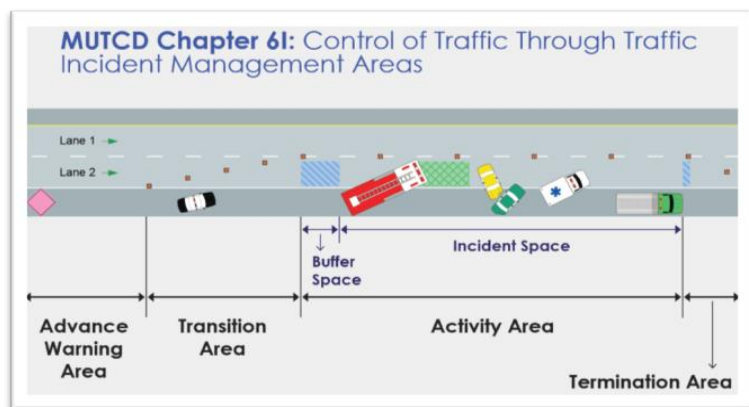 MUTCD Chapter 6I: Control of Traffic Through Traffic
Incident Management Areas
Lane 1
Lane 2
Buffer
Space
Incident Space
Advance
Warning
Area
Transition
Area
Activity Area
Termination Area